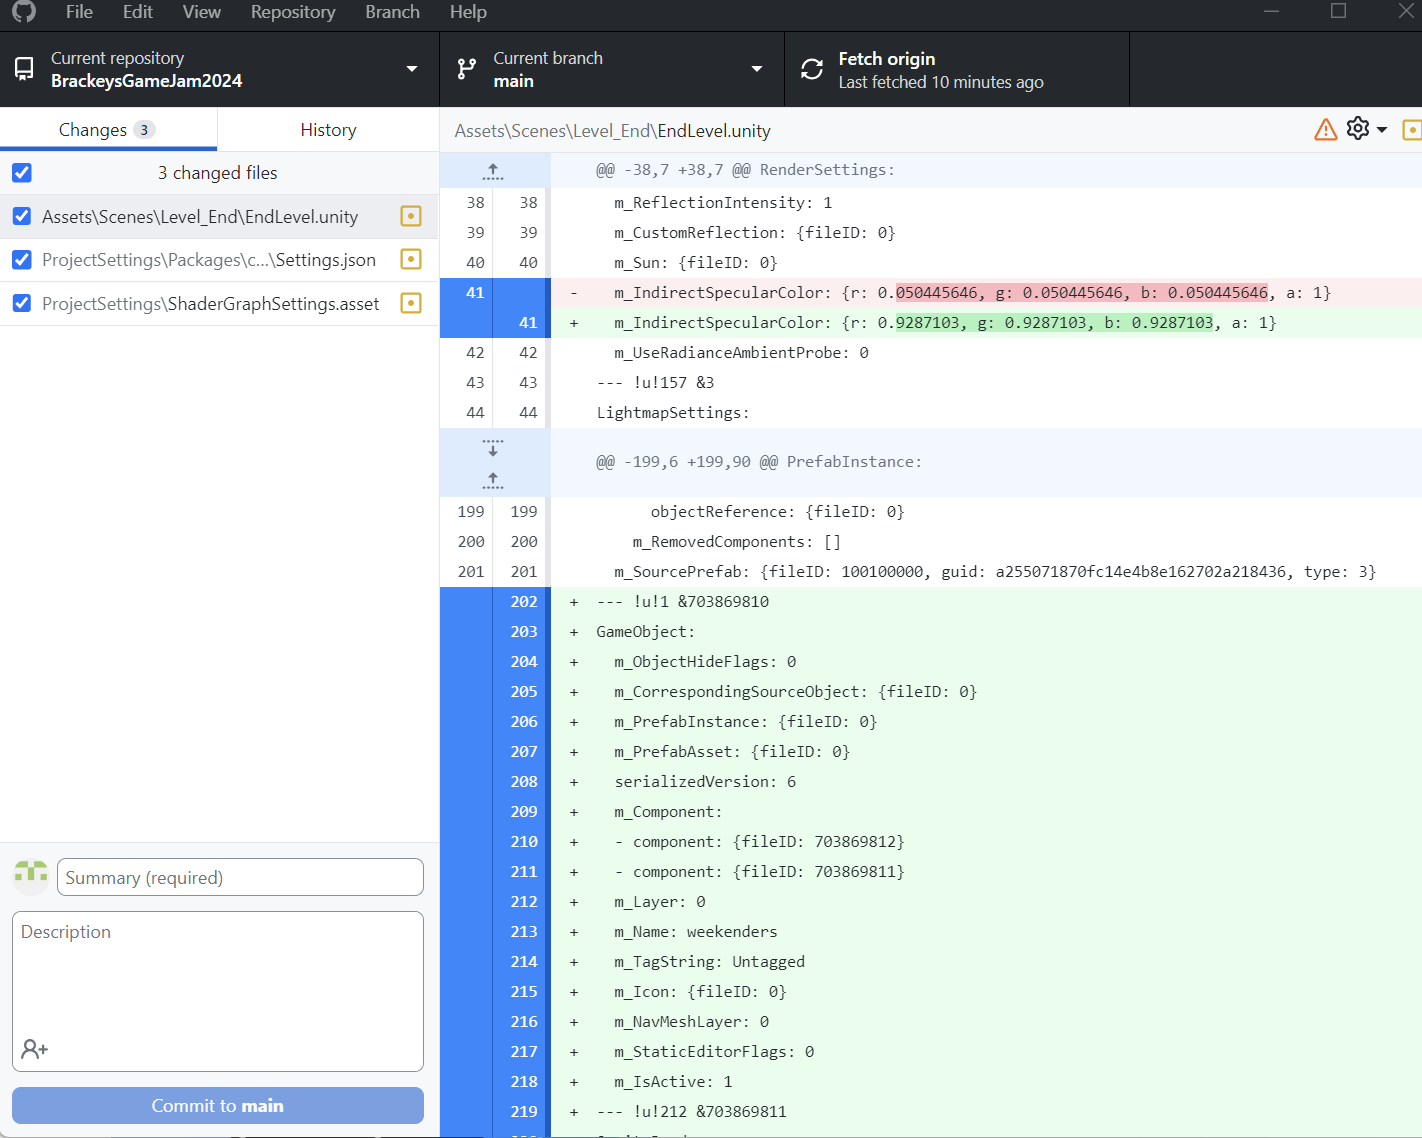 File Edit View Repository Branch Help
Current repository
BrackeysGameJam2024
Current branch
main
Fetch origin
Last fetched 10 minutes ago
Changes 3
History
3 changed files
Assets\Scenes\Level_End\EndLevel.unity
ProjectSettings\Packages\c...\Settings.json
ProjectSettings\ShaderGraphSettings.asset
Summary (required)
Description
Commit to main
Assets\Scenes\Level_End\EndLevel.unity
@@ -38,7 +38,7 @@ RenderSettings:
38 38 m_ReflectionIntensity: 1
39 39 m_CustomReflection: {fileID: 0}
40 40 m_Sun: {fileID: 0}
41 - m_IndirectSpecularColor: {r: 0.050445646, g: 0.050445646, b: 0.050445646, a: 1}
41 + m_IndirectSpecularColor: {r: 0.9287103, g: 0.9287103, b: 0.9287103, a: 1}
42 42 m_UseRadianceAmbientProbe: 0
43 43 --- !u!157 &3
44 44 LightmapSettings:
@@ -199,6 +199,90 @@ PrefabInstance:
199 199 objectReference: {fileID: 0}
200 200 m_RemovedComponents: []
201 201 m_SourcePrefab: {fileID: 100100000, guid: a255071870fc14e4b8e162702a218436, type: 3}
202 + --- !u!1 &703869810
203 + GameObject:
204 + m_ObjectHideFlags: 0
205 + m_CorrespondingSourceObject: {fileID: 0}
206 + m_PrefabInstance: {fileID: 0}
207 + m_PrefabAsset: {fileID: 0}
208 + serializedVersion: 6
209 + m_Component:
210 + - component: {fileID: 703869812}
211 + - component: {fileID: 703869811}
212 + m_Layer: 0
213 + m_Name: weekenders
214 + m_TagString: Untagged
215 + m_Icon: {fileID: 0}
216 + m_NavMeshLayer: 0
217 + m_StaticEditorFlags: 0
218 + m_IsActive: 1
219 + --- !u!212 &703869811